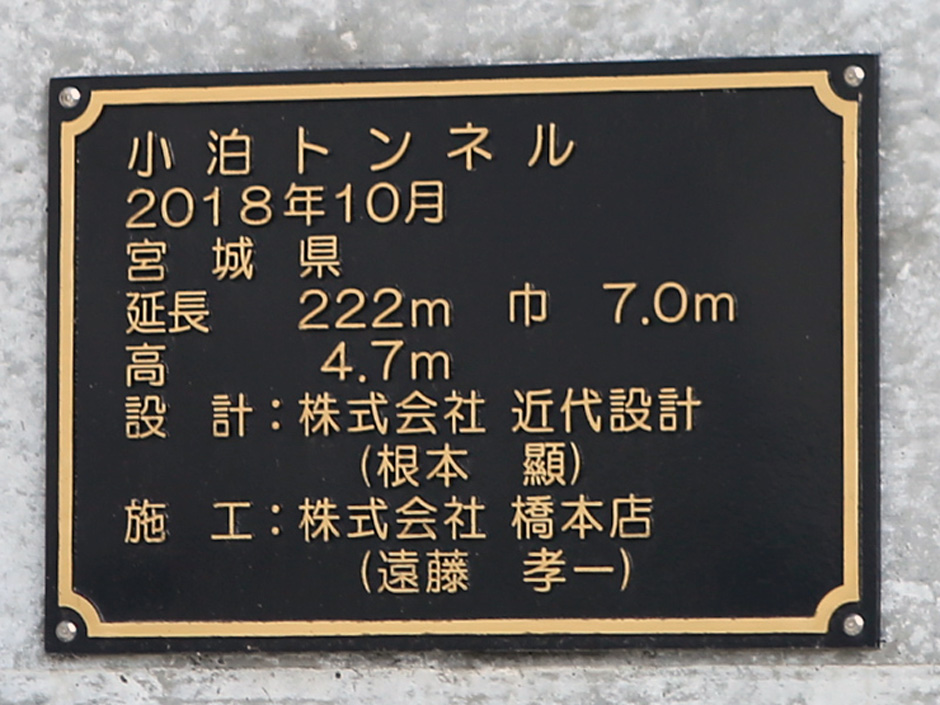 小泊トンネル
2018年10月
宮城県
延長 222m 巾 7.0m
高 4.7m
設 計：株式会社 近代設計
(根本 顯)
施 工：株式会社 橋本店
(遠藤 孝一)